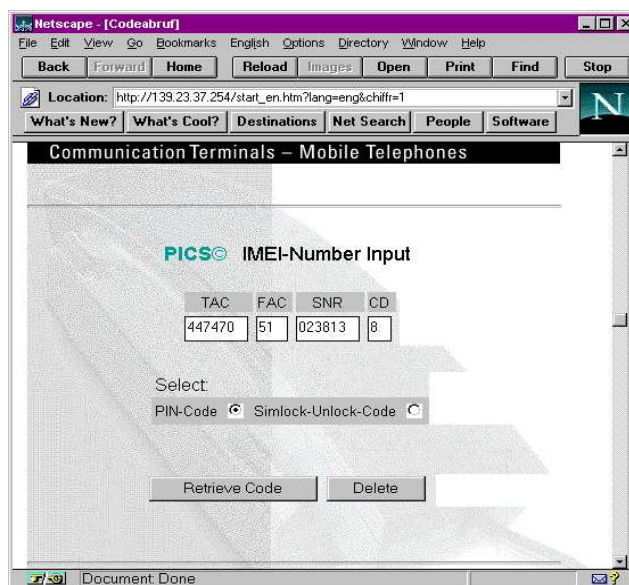 Netscape - [Codeabruf]
File Edit View Go Bookmarks English Options Directory Window Help
Back Forward Home Reload Images Open Print Find Stop
Location: http://139.23.37.254/start_en.htm?lang=eng&chiffr=1
What's New? What's Cool? Destinations Net Search People Software
N
Communication Terminals – Mobile Telephones
PICS© IMEI-Number Input
TAC FAC SNR CD
447470 51 023813 8
Select:
PIN-Code Simlock-Unlock-Code
Retrieve Code Delete
Document: Done